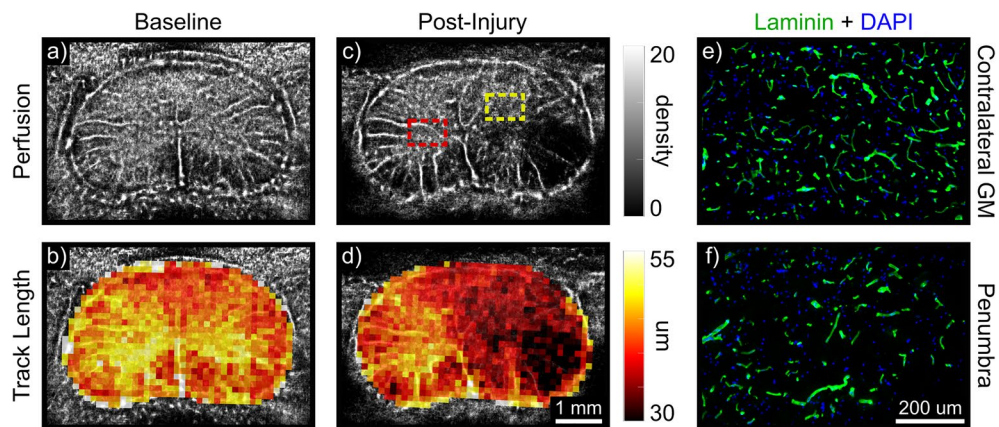 Baseline
Post-Injury
Laminin + DAPI
Perfusion
a)
c)
20
density
0
e)
Contralateral GM
Track Length
b)
d)
55
um
30
1 mm
f)
200 um
Penumbra